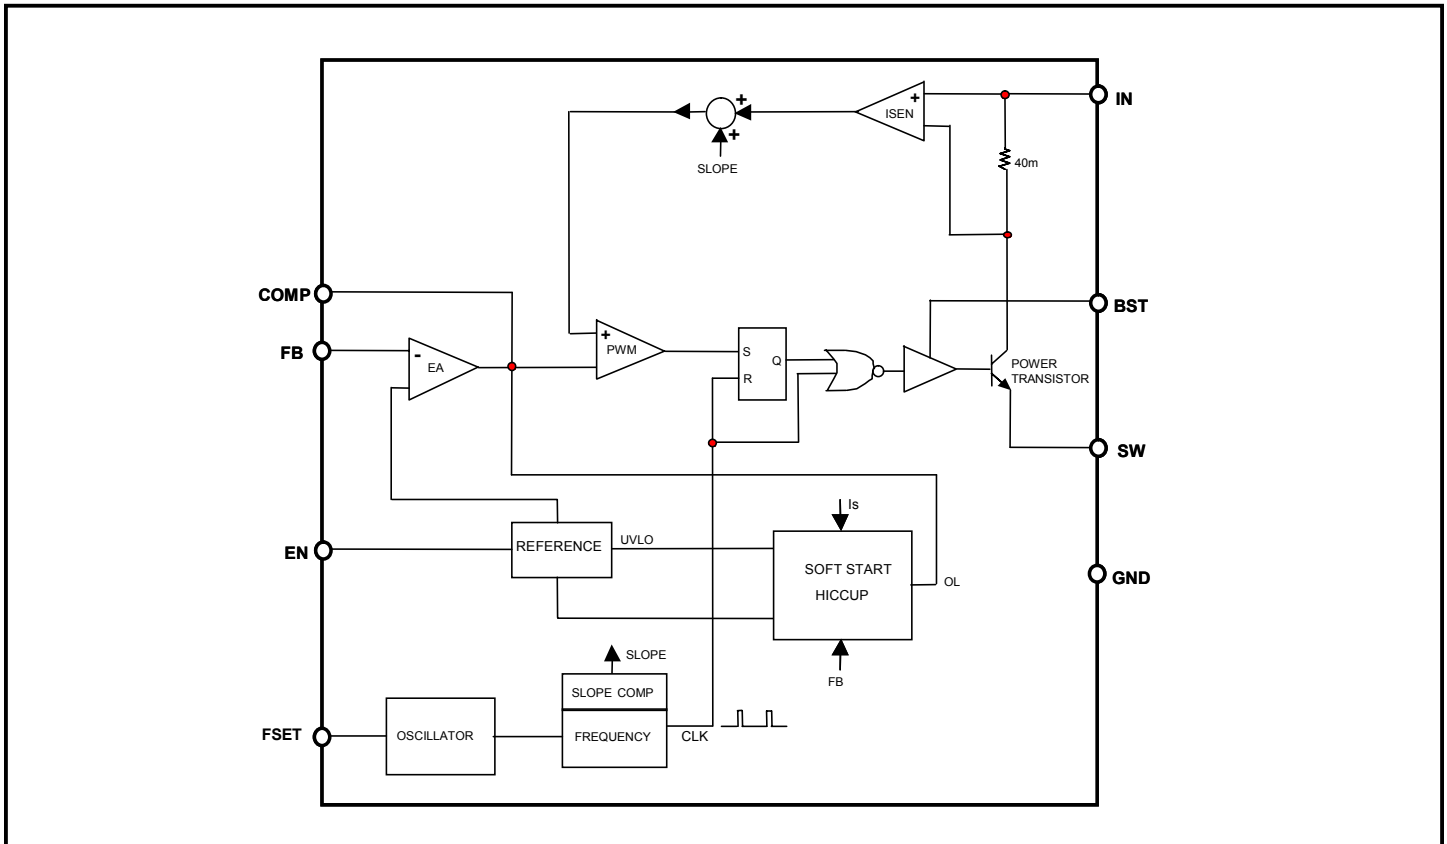 IN
+
ISEN
+
+
SLOPE
40m
COMP
BST
FB
-
EA
+
PWM
S
Q
R
POWER
TRANSISTOR
SW
Is
EN
REFERENCE
UVLO
SOFT START
HICCUP
OL
GND
SLOPE
FB
SLOPE COMP
FSET
OSCILLATOR
FREQUENCY
CLK